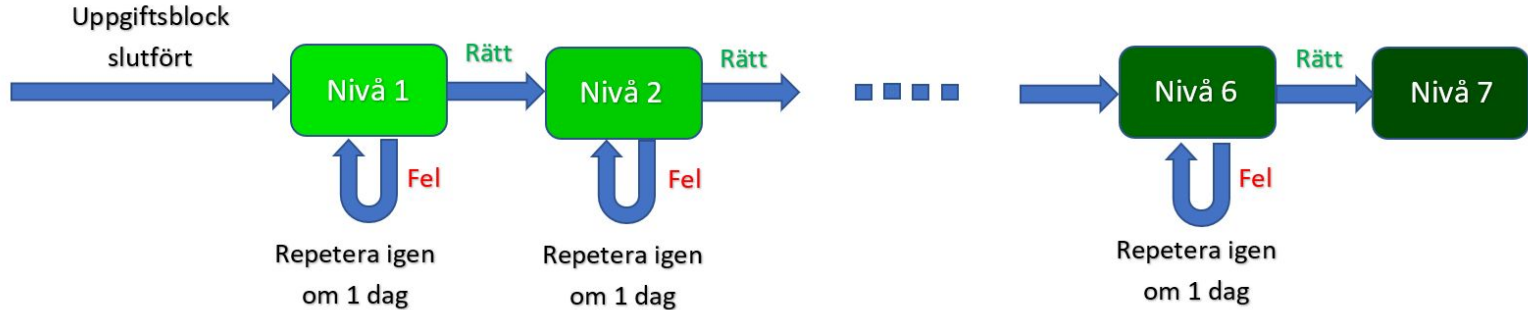 Uppgiftsblock
slutfört
Nivå 1
Rätt
Nivå 2
Rätt
Nivå 6
Rätt
Nivå 7
Fel
Fel
Fel
Repetera igen
om 1 dag
Repetera igen
om 1 dag
Repetera igen
om 1 dag